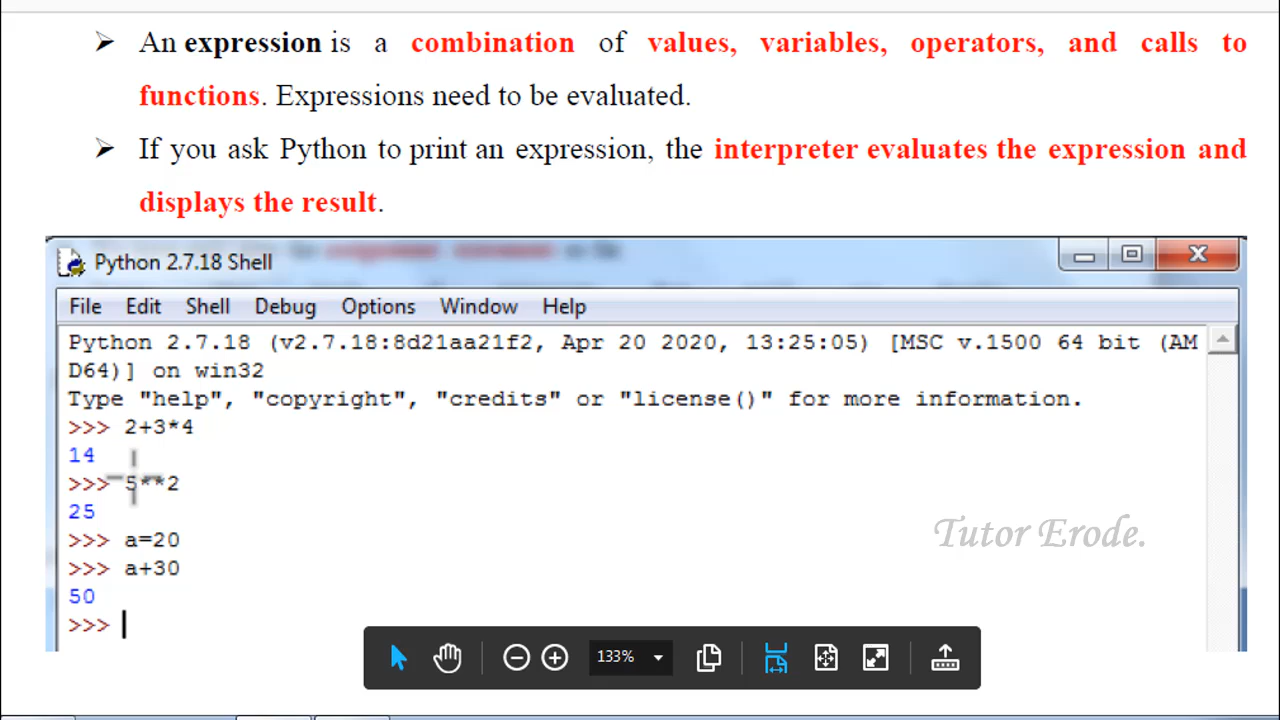 ➢ An expression is a combination of values, variables, operators, and calls to
functions. Expressions need to be evaluated.
➢ If you ask Python to print an expression, the interpreter evaluates the expression and
displays the result.
Python 2.7.18 Shell
File Edit Shell Debug Options Window Help
Python 2.7.18 (v2.7.18:8d21aa21f2, Apr 20 2020, 13:25:05) [MSC v.1500 64 bit (AM
D64)] on win32
Type "help", "copyright", "credits" or "license()" for more information.
>>> 2+3*4
14
>>> 5**2
25
>>> a=20
>>> a+30
50
>>>
Tutor Erode.
133%